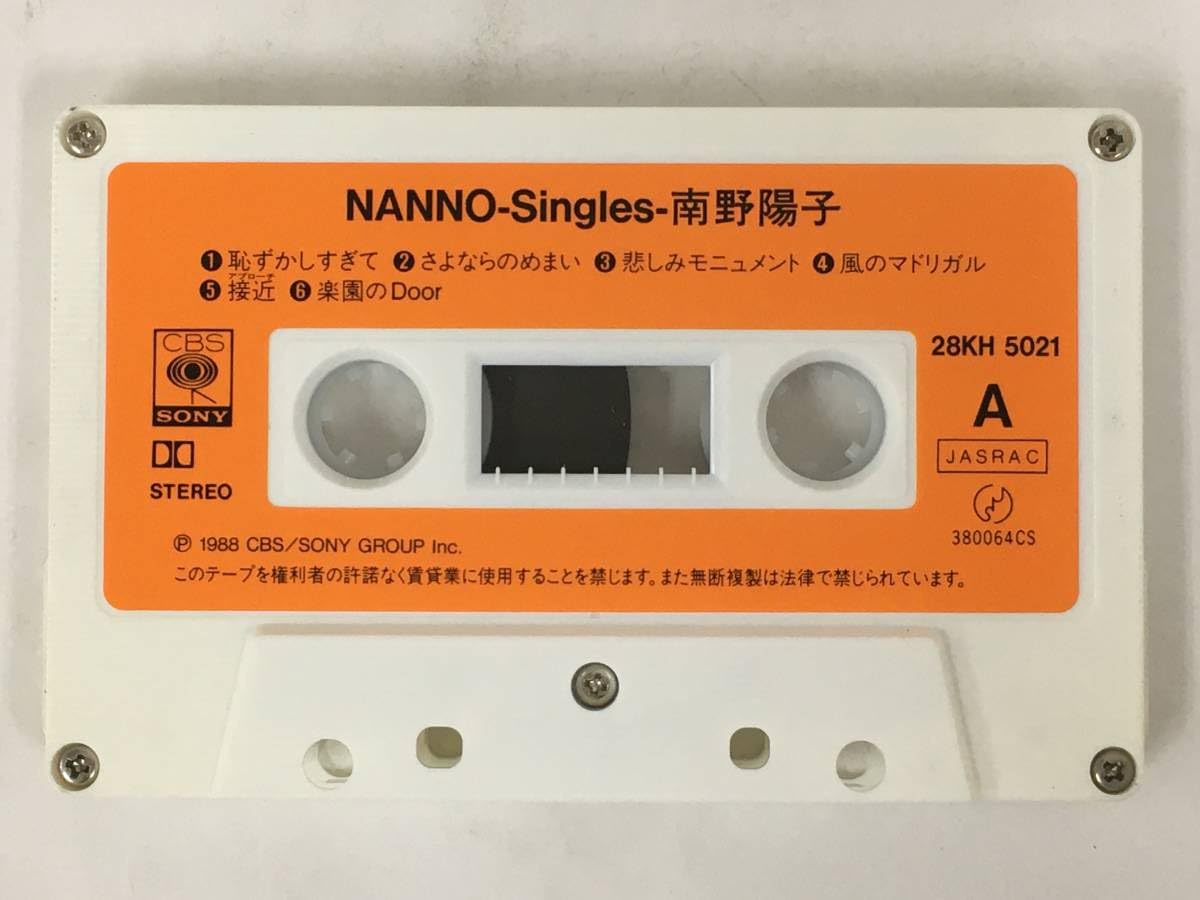 NANNO-Singles-南野陽子
❶ 恥ずかしすぎて ❷ さよならのめまい ❸ 悲しみモニュメント ❹ 風のマドリガル
アプローチ
❺ 接近 ❻ 楽園のDoor
CBS
SONY
STEREO
28KH 5021
A
JASRAC
380064CS
Ⓟ 1988 CBS/SONY GROUP Inc.
このテープを権利者の許諾なく賃貸業に使用することを禁じます。また無断複製は法律で禁じられています。